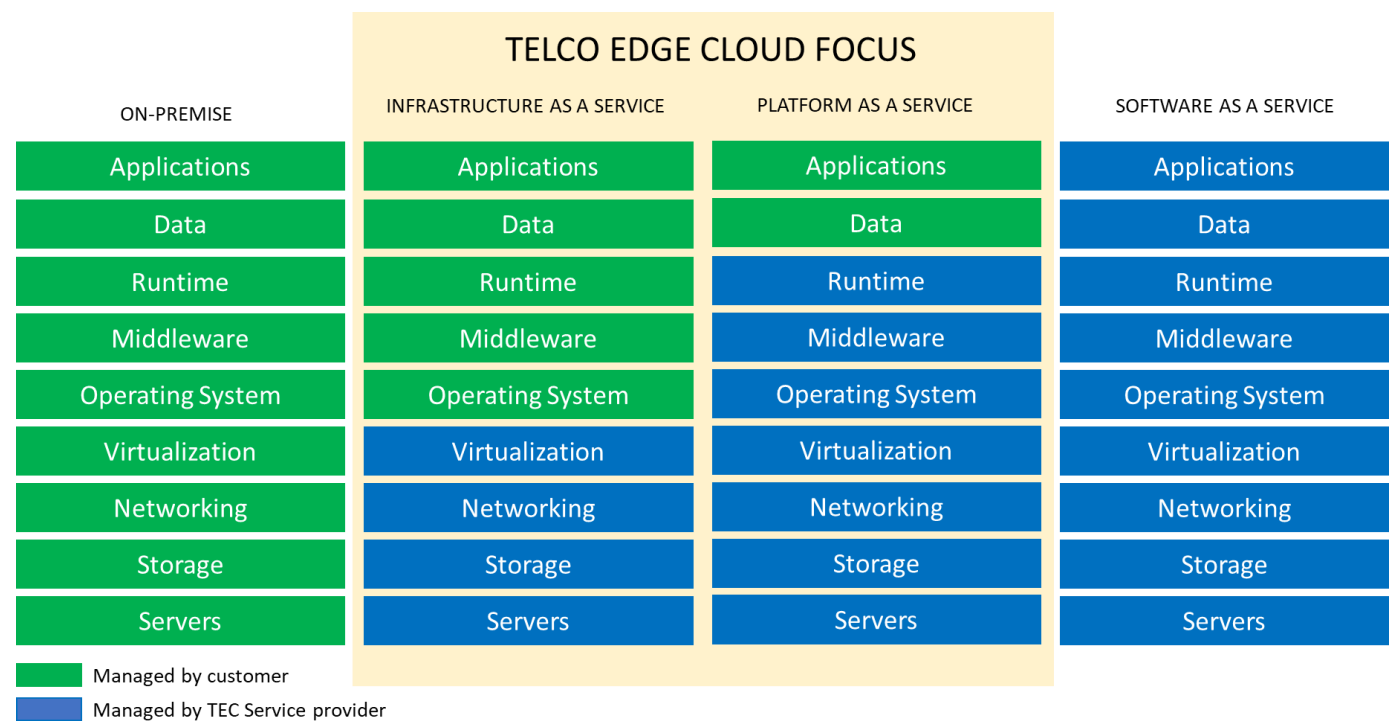 TELCO EDGE CLOUD FOCUS
ON-PREMISE
Applications
Data
Runtime
Middleware
Operating System
Virtualization
Networking
Storage
Servers
INFRASTRUCTURE AS A SERVICE
Applications
Data
Runtime
Middleware
Operating System
Virtualization
Networking
Storage
Servers
PLATFORM AS A SERVICE
Applications
Data
Runtime
Middleware
Operating System
Virtualization
Networking
Storage
Servers
SOFTWARE AS A SERVICE
Applications
Data
Runtime
Middleware
Operating System
Virtualization
Networking
Storage
Servers
Managed by customer
Managed by TEC Service provider